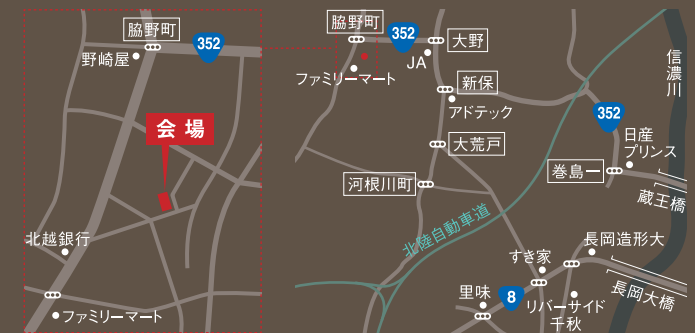 脇野町
352
野崎屋
会場
北越銀行
ファミリーマート
脇野町
352
大野
JA
ファミリーマート
新保
アドテック
信濃川
352
大荒戸
日産
プリンス
巻島一
河根川町
蔵王橋
北陸自動車道
すき家
長岡造形大
里味
8
リバーサイド
千秋
長岡大橋